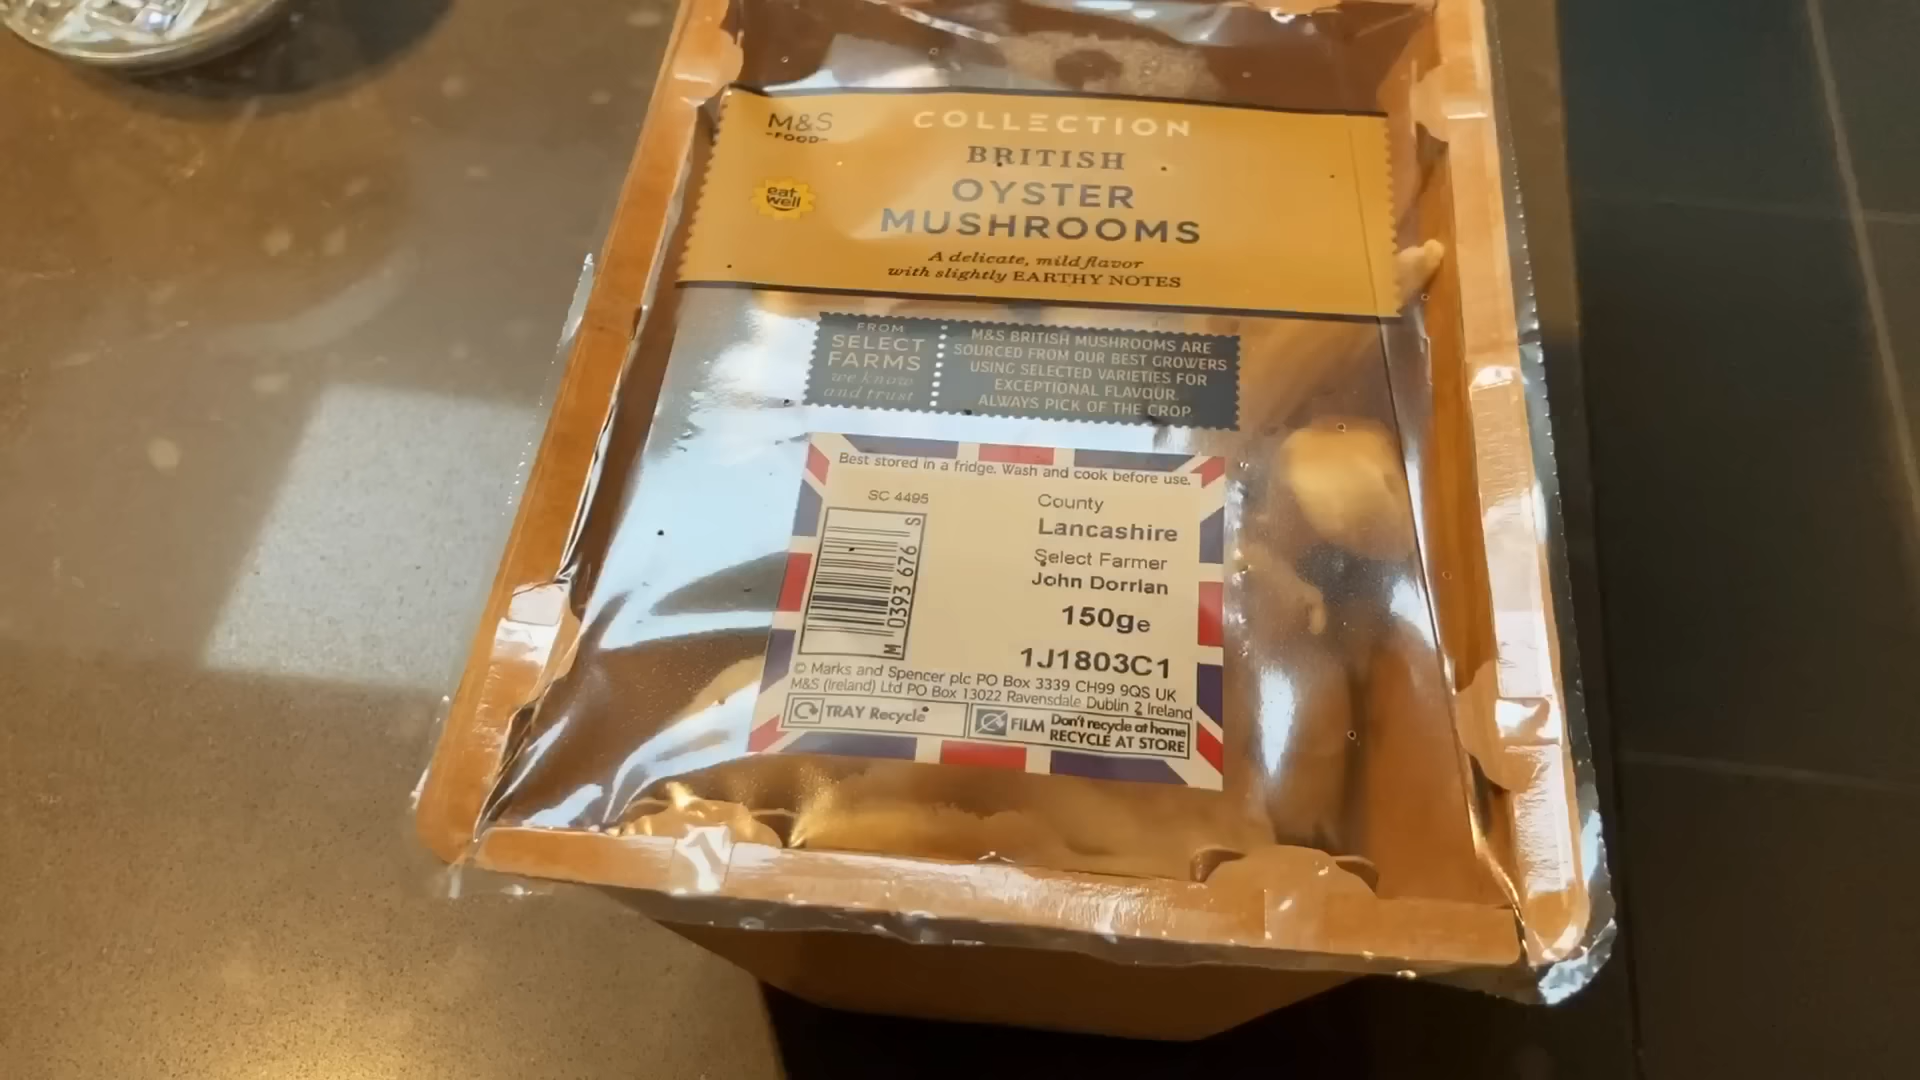 M&S
-FOOD-
COLLECTION
BRITISH
OYSTER
MUSHROOMS
eat
well
A delicate, mild flavor
with slightly EARTHY NOTES
FROM
SELECT
FARMS
we know
and trust
M&S BRITISH MUSHROOMS ARE
SOURCED FROM OUR BEST GROWERS
USING SELECTED VARIETIES FOR
EXCEPTIONAL FLAVOUR.
ALWAYS PICK OF THE CROP.
Best stored in a fridge. Wash and cook before use.
SC 4495
M 0393 676 S
County
Lancashire
Select Farmer
John Dorrian
150g e
1J1803C1
© Marks and Spencer plc PO Box 3339 CH99 9QS UK
M&S (Ireland) Ltd PO Box 13022 Ravensdale Dublin 2 Ireland
TRAY Recycle
FILM Don't recycle at home
RECYCLE AT STORE